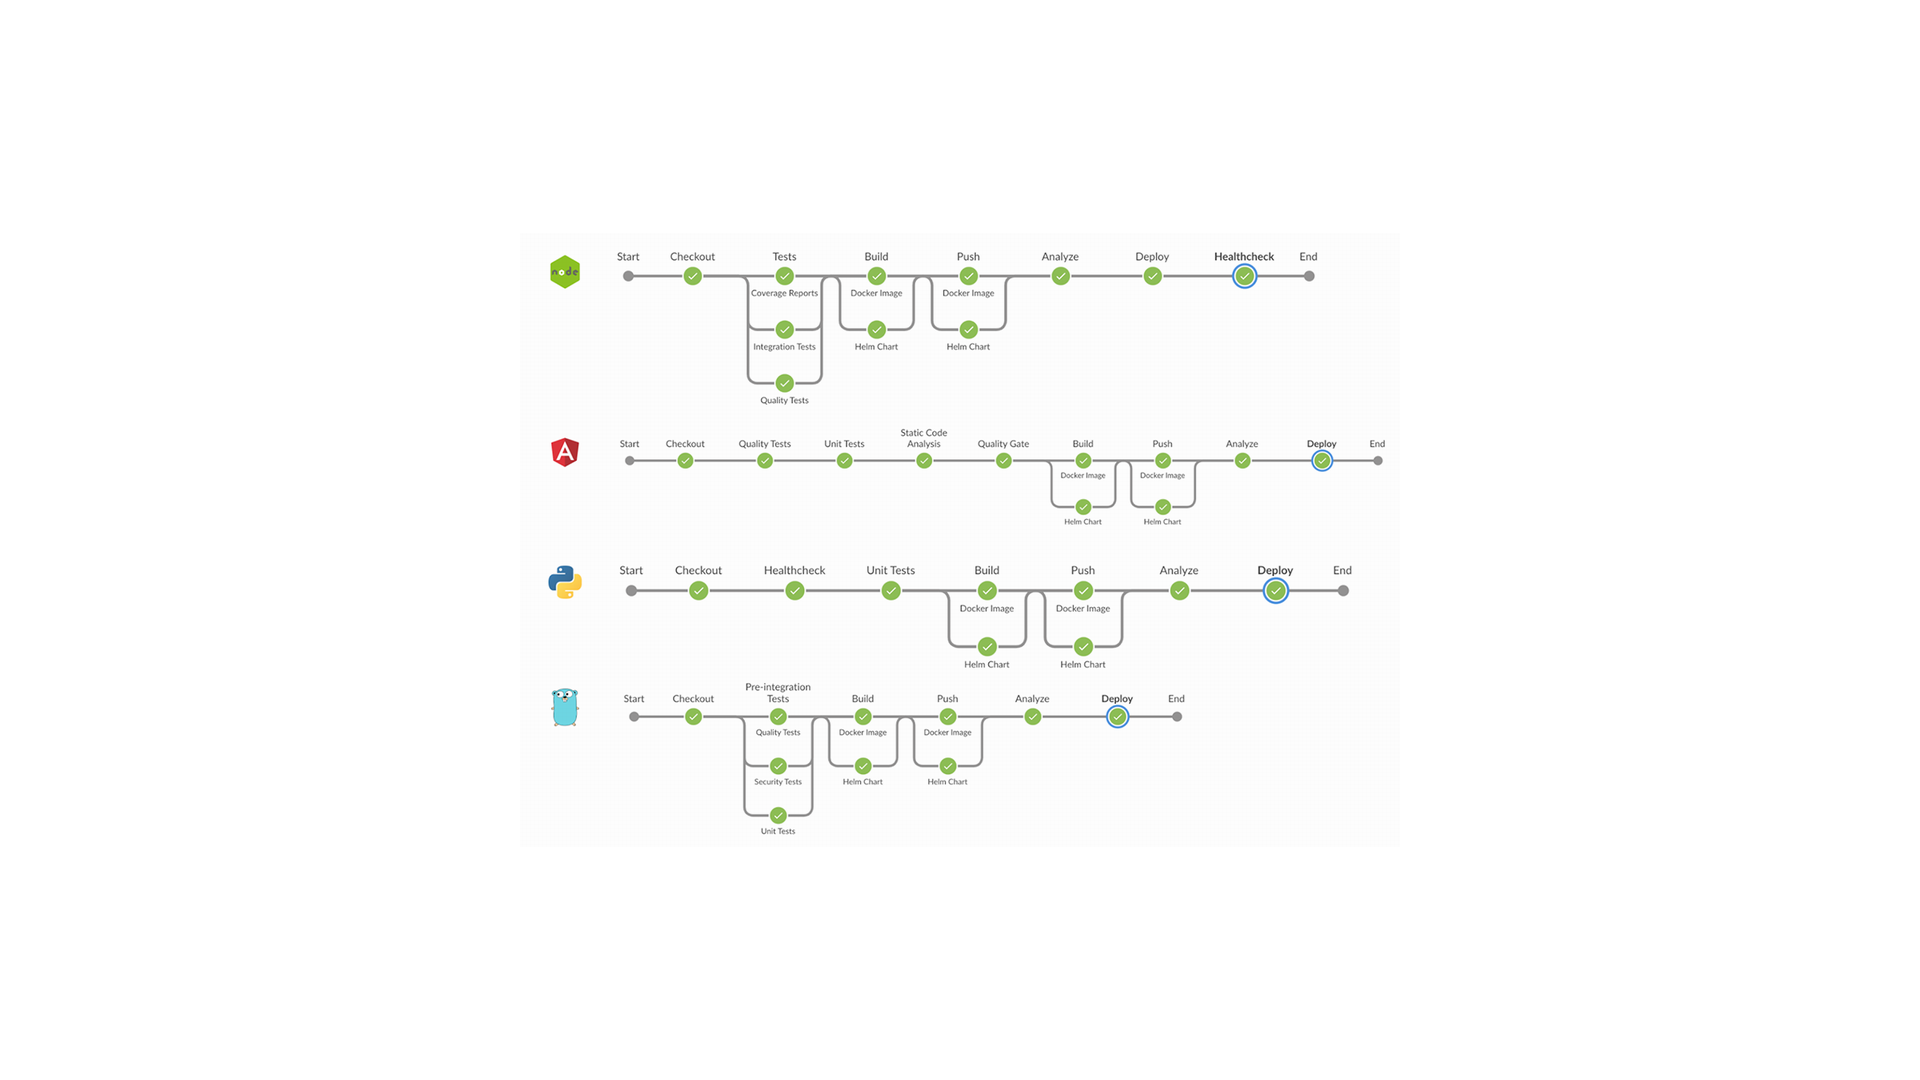 Start Checkout Tests Build Push Analyze Deploy Healthcheck End
node
Coverage Reports Docker Image Docker Image
Integration Tests Helm Chart Helm Chart
Quality Tests
Static Code
Start Checkout Quality Tests Unit Tests Analysis Quality Gate Build Push Analyze Deploy End
A
Docker Image Docker Image
Helm Chart Helm Chart
Start Checkout Healthcheck Unit Tests Build Push Analyze Deploy End
Docker Image Docker Image
Helm Chart Helm Chart
Pre-integration
Start Checkout Tests Build Push Analyze Deploy End
Quality Tests Docker Image Docker Image
Security Tests Helm Chart Helm Chart
Unit Tests